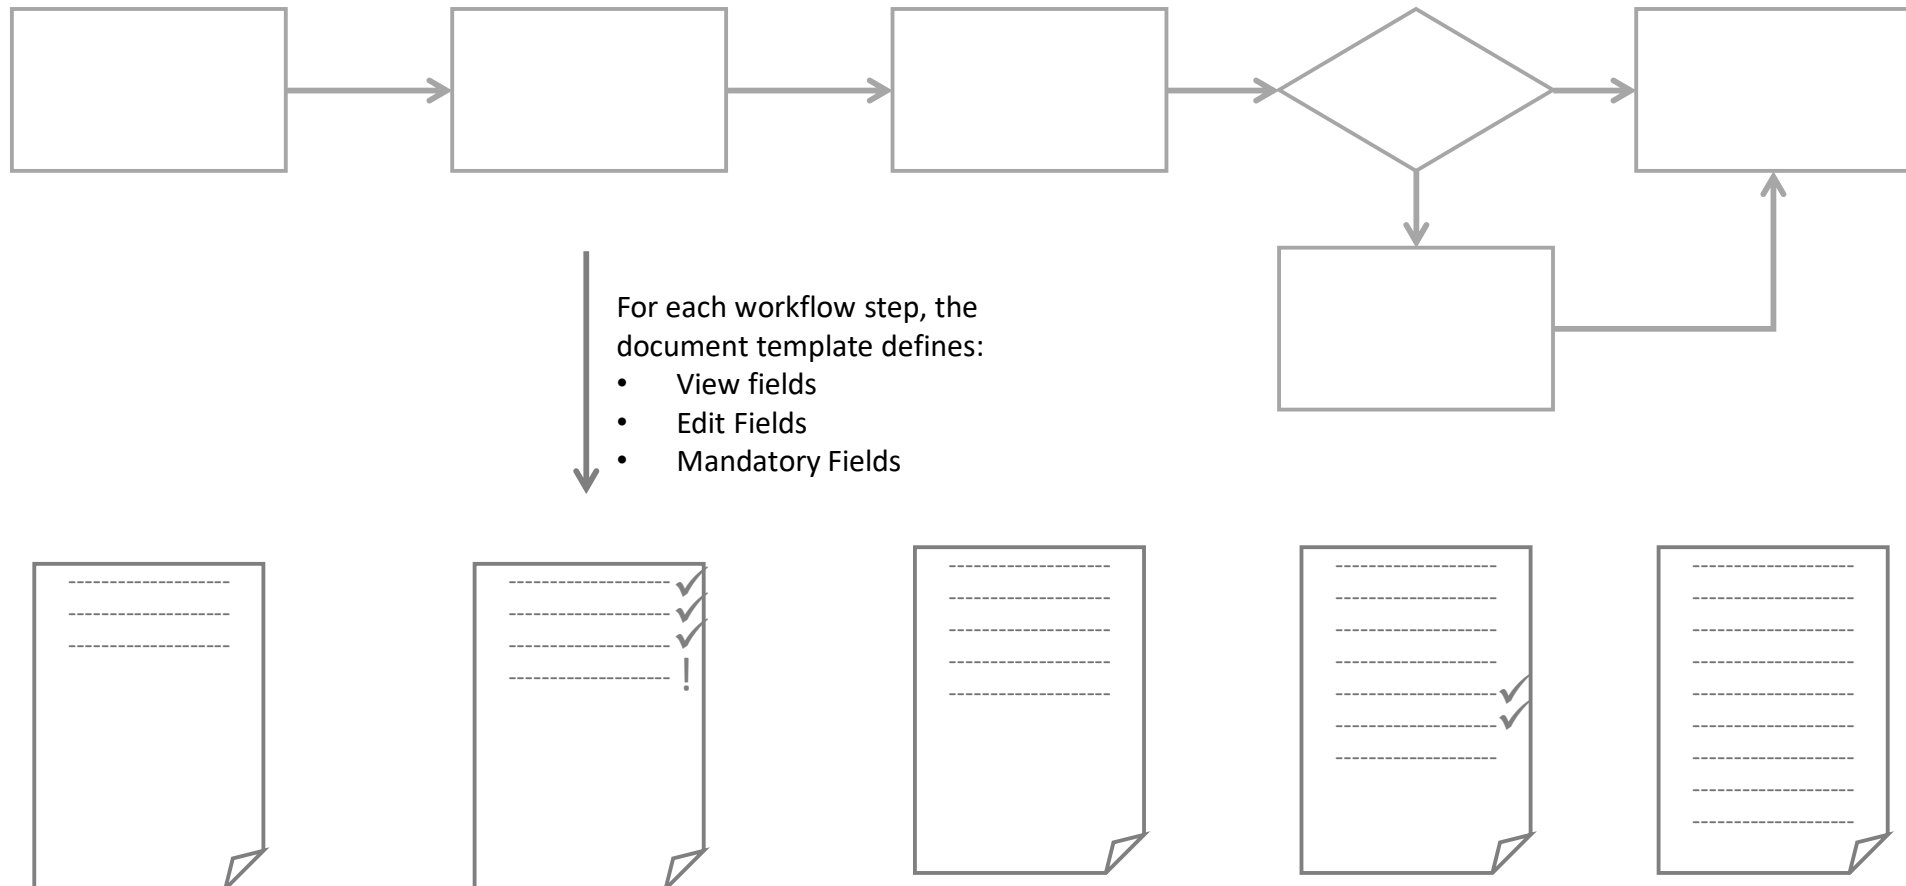 For each workflow step, the
document template defines:
• View fields
• Edit Fields
• Mandatory Fields
!